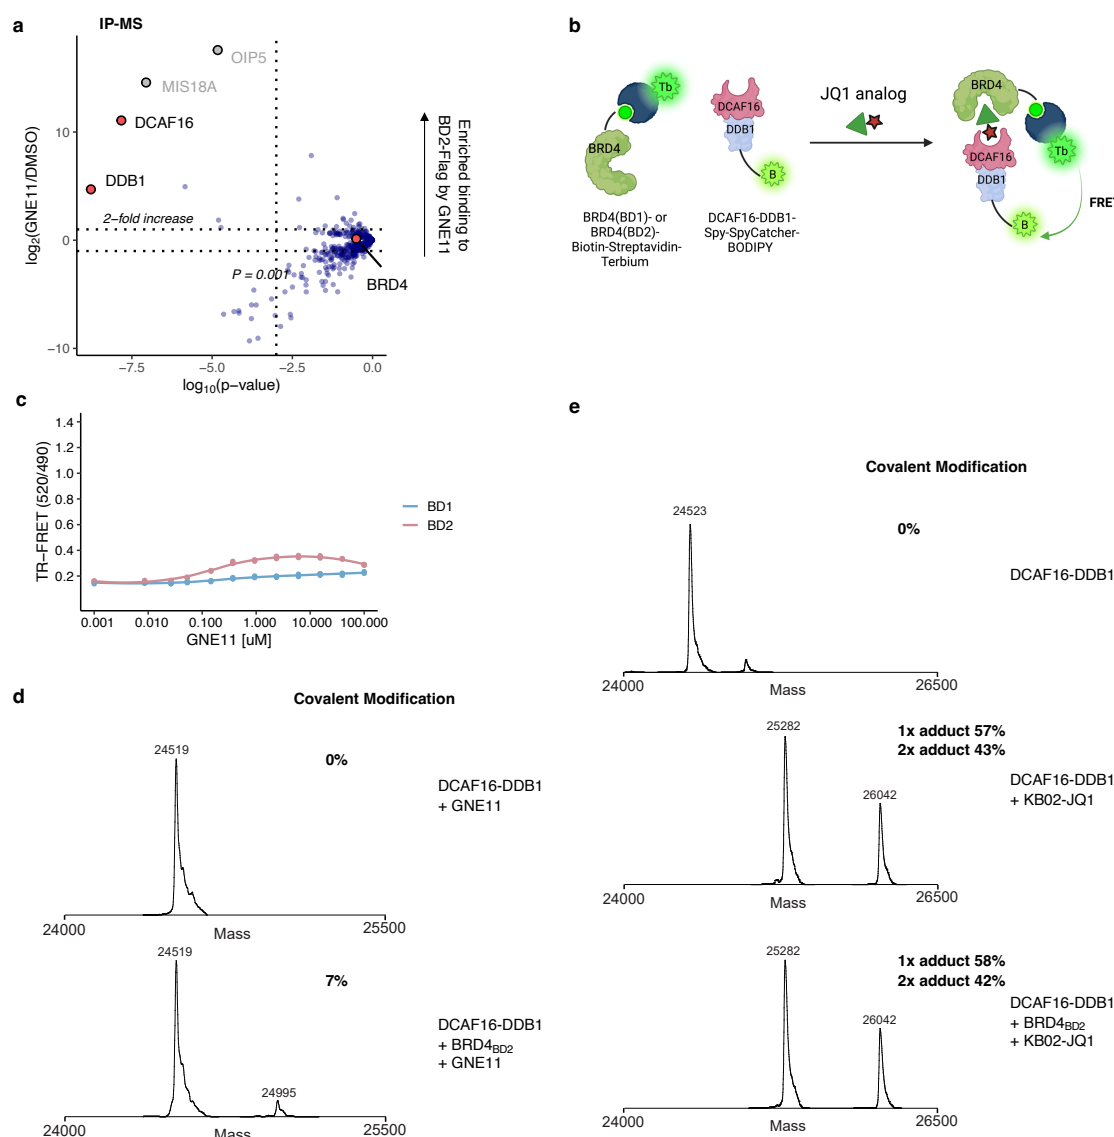 a
IP-MS
OIP5
MIS18A
DCAF16
DDB1
2−fold increase
P = 0.001
BRD4
10
0
−10
log2(GNE11/DMSO)
−7.5
−5.0
−2.5
0.0
log10(p−value)
Enriched binding to
BD2-Flag by GNE11
b
Tb
BRD4
DCAF16
DDB1
B
BRD4(BD1)- or
BRD4(BD2)-
Biotin-Streptavidin-
Terbium
DCAF16-DDB1-
Spy-SpyCatcher-
BODIPY
JQ1 analog
BRD4
Tb
DCAF16
DDB1
B
FRE
c
1.4
1.2
1.0
0.8
0.6
0.4
0.2
TR−FRET (520/490)
0.001
0.010
0.100
1.000
10.000
100.000
GNE11 [uM]
BD1
BD2
d
Covalent Modification
24519
0%
DCAF16-DDB1
+ GNE11
24000
Mass
25500
24519
7%
24995
DCAF16-DDB1
+ BRD4BD2
+ GNE11
24000
Mass
25500
e
Covalent Modification
24523
0%
DCAF16-DDB1
24000
Mass
26500
25282
1x adduct 57%
2x adduct 43%
26042
DCAF16-DDB1
+ KB02-JQ1
24000
Mass
26500
25282
1x adduct 58%
2x adduct 42%
26042
DCAF16-DDB1
+ BRD4BD2
+ KB02-JQ1
24000
Mass
26500